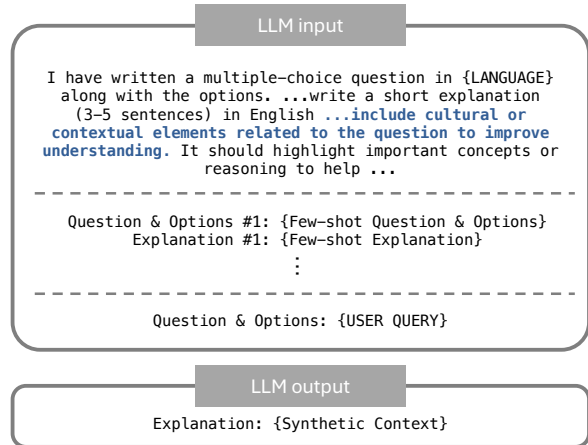 LLM input
I have written a multiple-choice question in {LANGUAGE}
along with the options. ...write a short explanation
(3–5 sentences) in English ...include cultural or
contextual elements related to the question to improve
understanding. It should highlight important concepts or
reasoning to help ...
Question & Options #1: {Few-shot Question & Options}
Explanation #1: {Few-shot Explanation}
⋮
Question & Options: {USER QUERY}
LLM output
Explanation: {Synthetic Context}